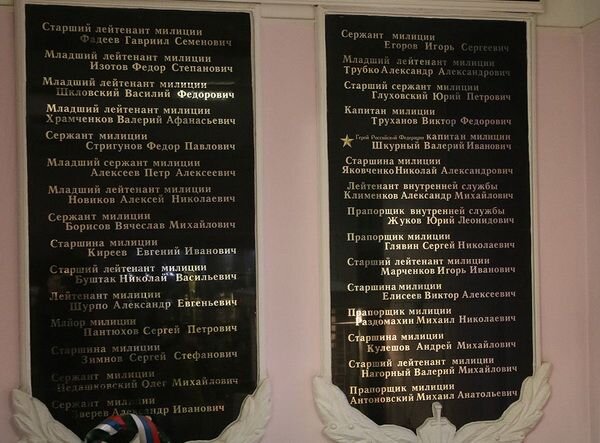 Старший лейтенант милиции
Фадеев Гавриил Семенович
Младший лейтенант милиции
Изотов Федор Степанович
Младший лейтенант милиции
Шкловский Василий Федорович
Младший лейтенант милиции
Храмченков Валерий Афанасьевич
Сержант милиции
Стригунов Федор Павлович
Младший сержант милиции
Алексеев Петр Алексеевич
Младший лейтенант милиции
Новиков Алексей Николаевич
Сержант милиции
Борисов Вячеслав Михайлович
Старшина милиции
Киреев Евгений Иванович
Старший лейтенант милиции
Буштак Николай Васильевич
Лейтенант милиции
Шурпо Александр Евгеньевич
Майор милиции
Пантюхов Сергей Петрович
Старшина милиции
Зимнов Сергей Стефанович
Сержант милиции
Недашковский Олег Михайлович
Сержант милиции
Зверев Александр Иванович
Сержант милиции
Егоров Игорь Сергеевич
Младший лейтенант милиции
Трубко Александр Александрович
Старший сержант милиции
Глуховский Юрий Петрович
Капитан милиции
Труханов Виктор Федорович
Герой Российской Федерации капитан милиции
Шкурный Валерий Иванович
Старшина милиции
Яковченко Николай Александрович
Лейтенант внутренней службы
Клименков Александр Михайлович
Прапорщик внутренней службы
Жуков Юрий Леонидович
Прапорщик милиции
Глявин Сергей Николаевич
Старший лейтенант милиции
Марченков Игорь Иванович
Старшина милиции
Елисеев Виктор Алексеевич
Прапорщик милиции
Раздомахин Михаил Николаевич
Старшина милиции
Кулешов Андрей Михайлович
Старший лейтенант милиции
Нагорный Валерий Михайлович
Прапорщик милиции
Антоновский Михаил Анатольевич